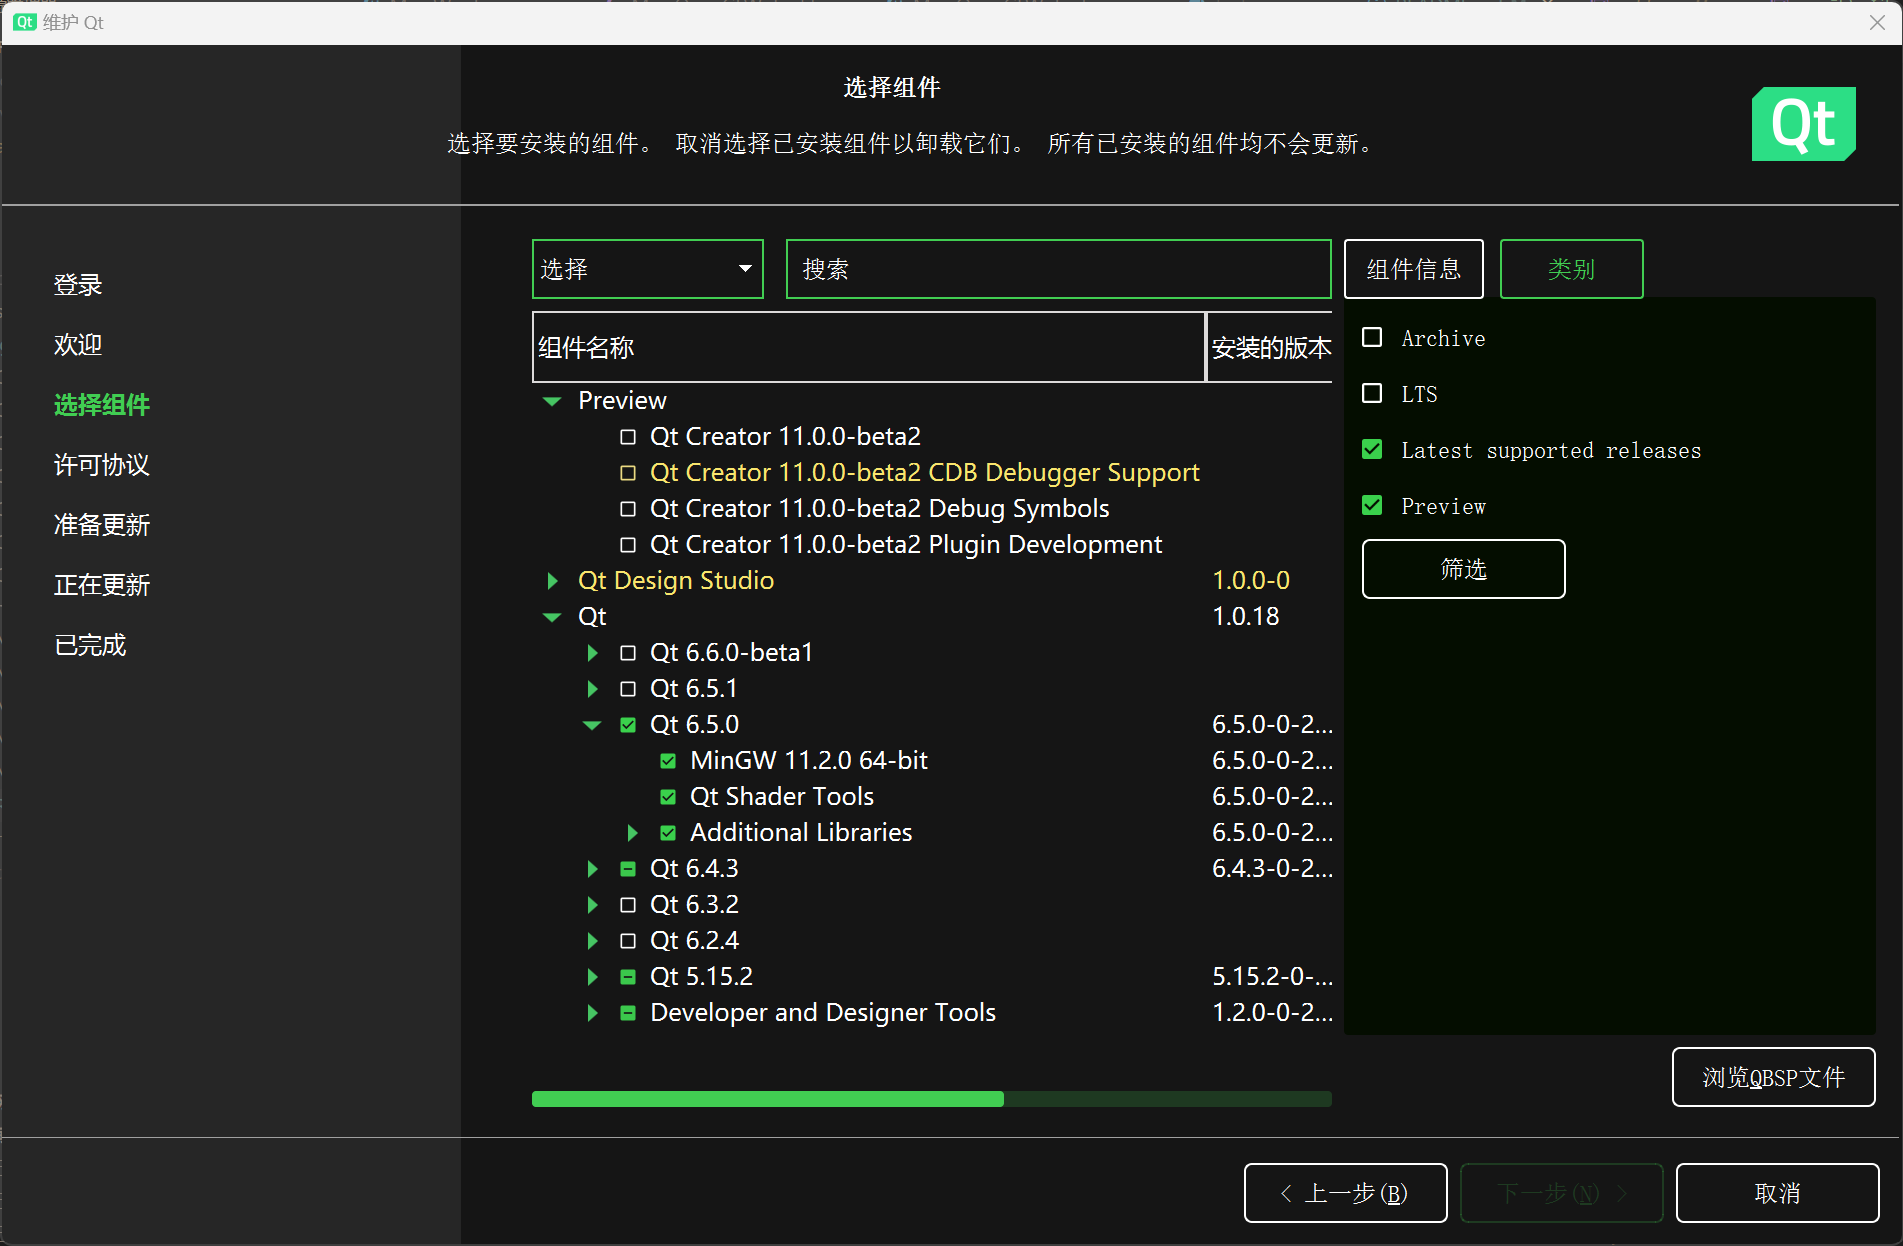 Qt 维护 Qt
选择组件
选择要安装的组件。 取消选择已安装组件以卸载它们。 所有已安装的组件均不会更新。
Qt
登录
欢迎
选择组件
许可协议
准备更新
正在更新
已完成
选择 搜索 组件信息 类别
组件名称 安装的版本
Preview
Qt Creator 11.0.0-beta2
Qt Creator 11.0.0-beta2 CDB Debugger Support
Qt Creator 11.0.0-beta2 Debug Symbols
Qt Creator 11.0.0-beta2 Plugin Development
Qt Design Studio 1.0.0-0
Qt 1.0.18
Qt 6.6.0-beta1
Qt 6.5.1
Qt 6.5.0 6.5.0-0-2...
MinGW 11.2.0 64-bit 6.5.0-0-2...
Qt Shader Tools 6.5.0-0-2...
Additional Libraries 6.5.0-0-2...
Qt 6.4.3 6.4.3-0-2...
Qt 6.3.2
Qt 6.2.4
Qt 5.15.2 5.15.2-0-...
Developer and Designer Tools 1.2.0-0-2...
Archive
LTS
Latest supported releases
Preview
筛选
浏览QBSP文件
上一步(B) 下一步(N) 取消